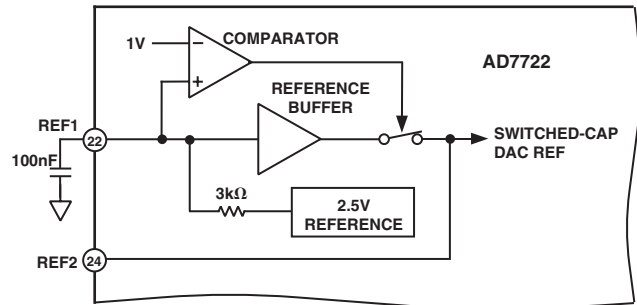 1V
−
+
COMPARATOR
AD7722
REFERENCE
BUFFER
REF1
22
100nF
SWITCHED-CAP
DAC REF
3kΩ
2.5V
REFERENCE
REF2
24